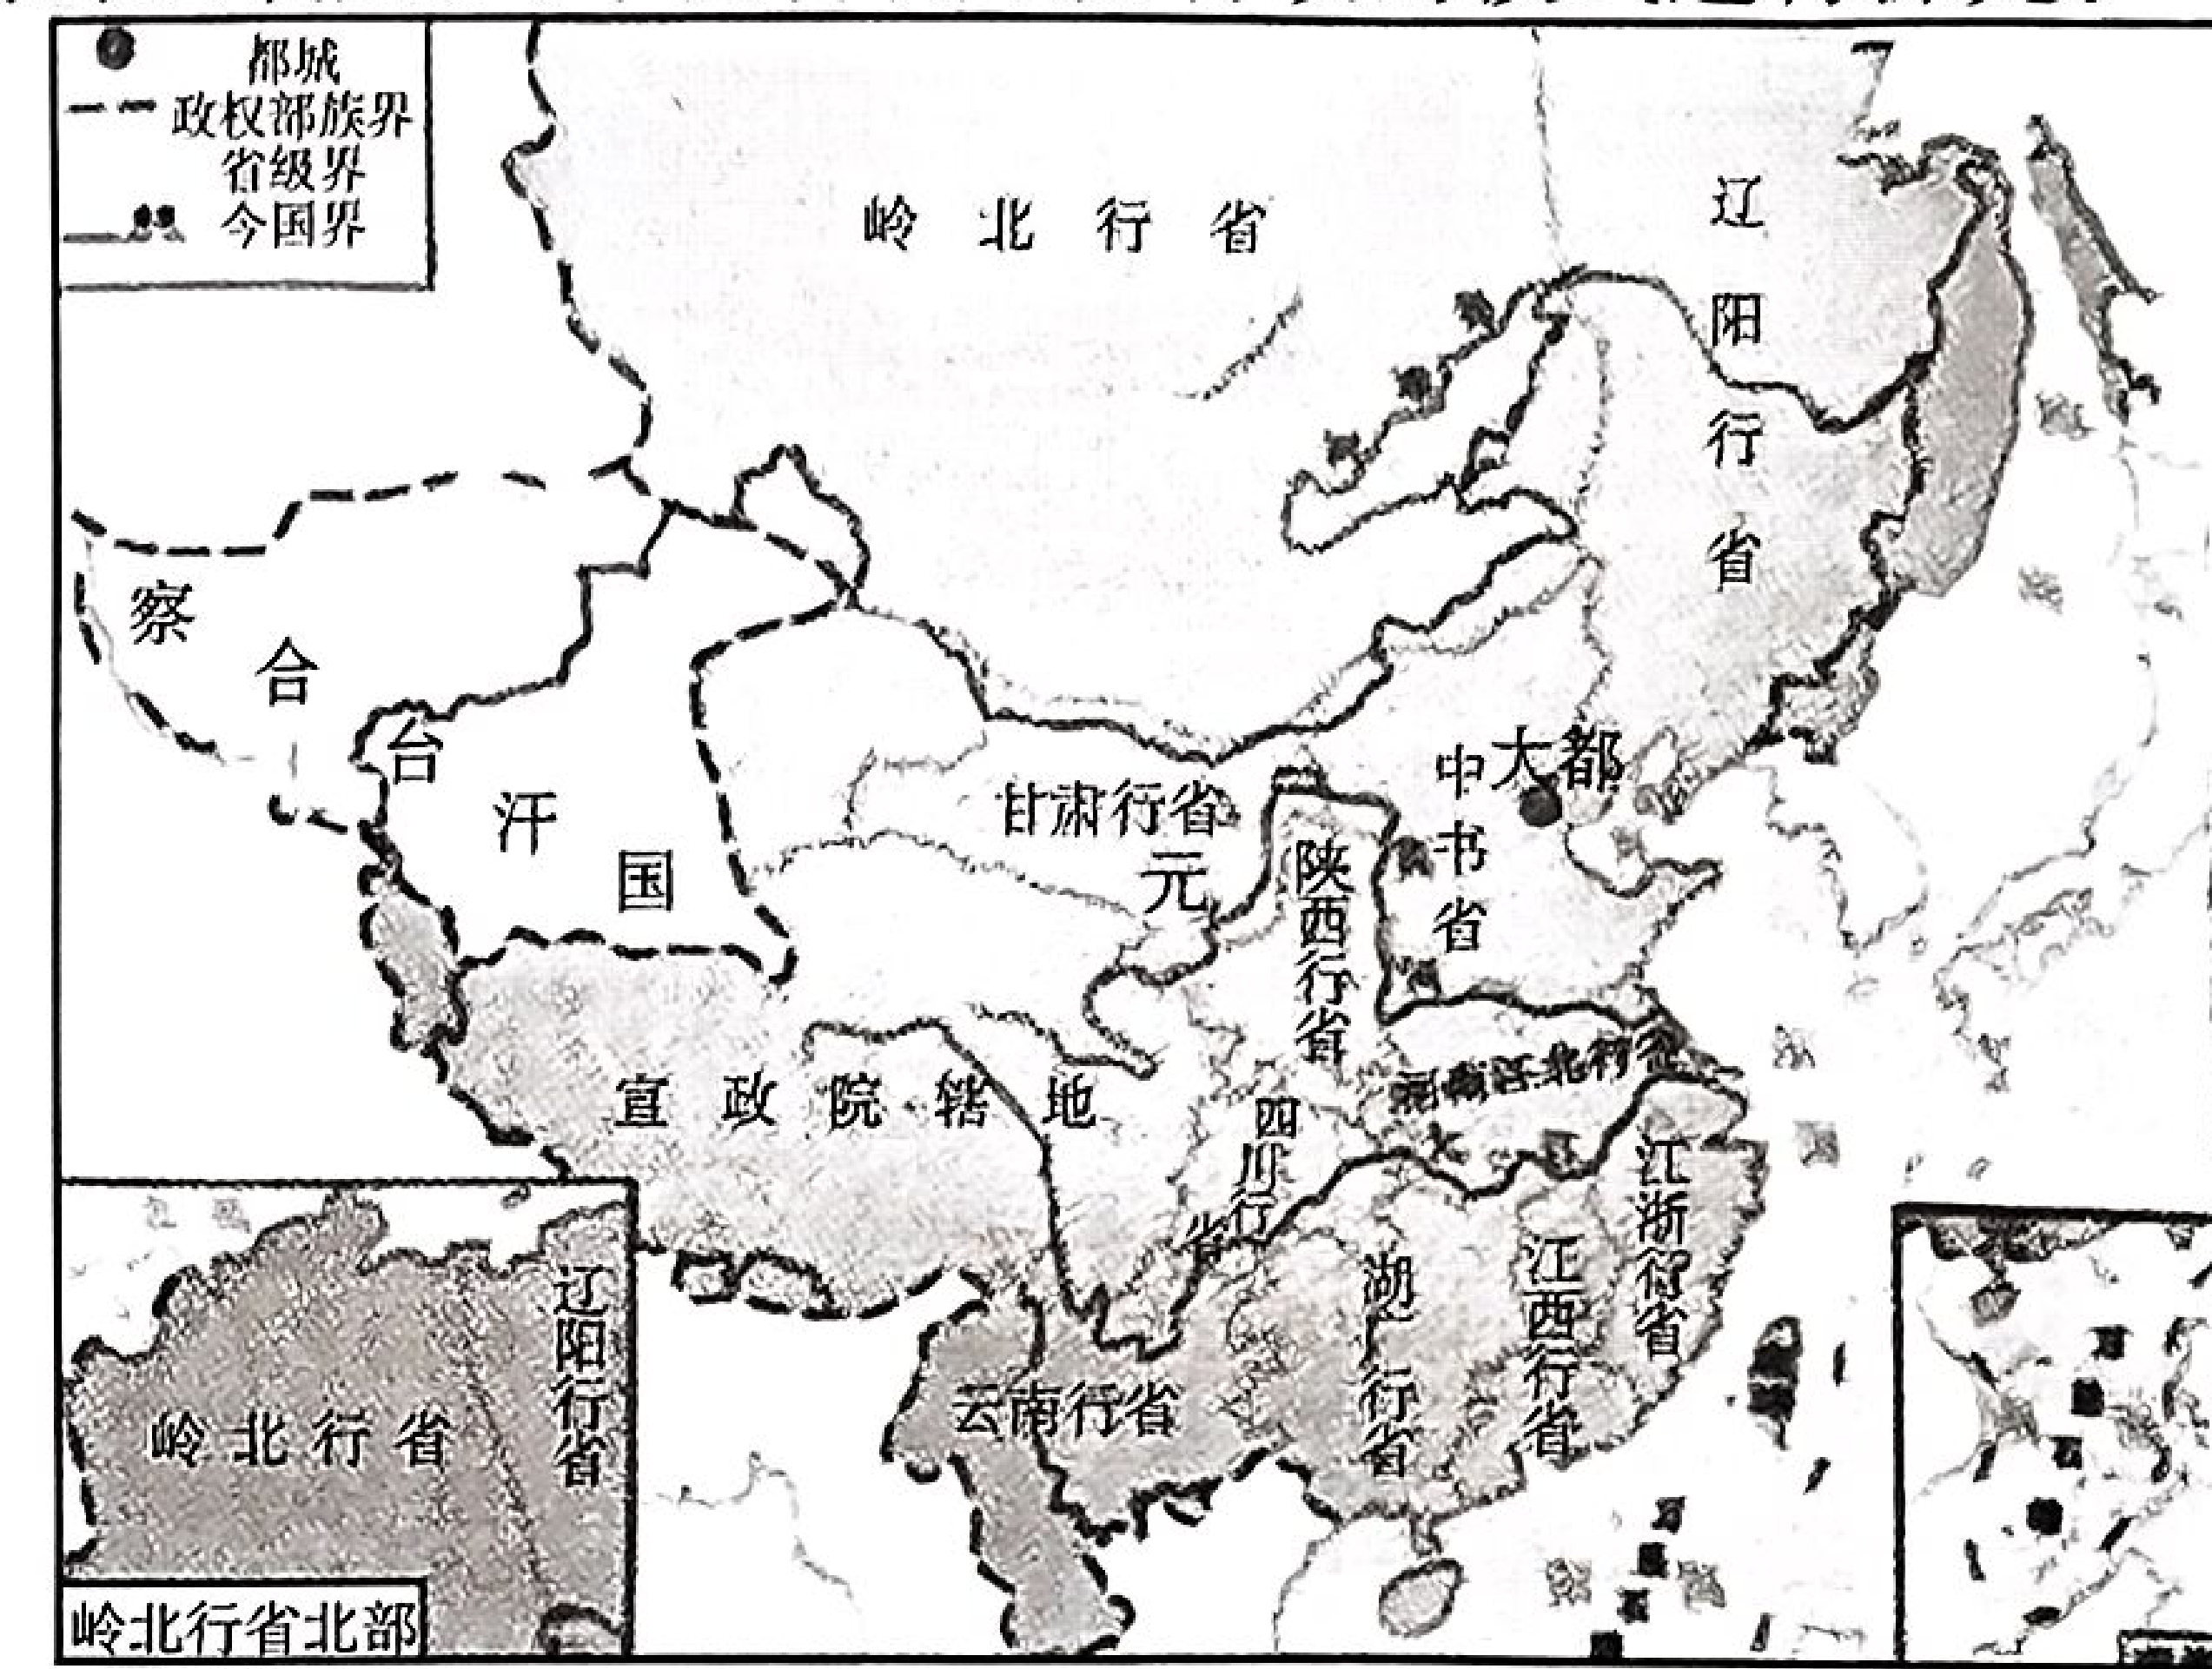 都城
政权部族界
省级界
今国界
岭北行省
辽阳行省
察合台汗国
甘肃行省
元
大都
中书省
陕西行省
宣政院辖地
四川行省
江浙行省
湖广行省
江西行省
云南行省
岭北行省
辽阳行省
岭北行省北部